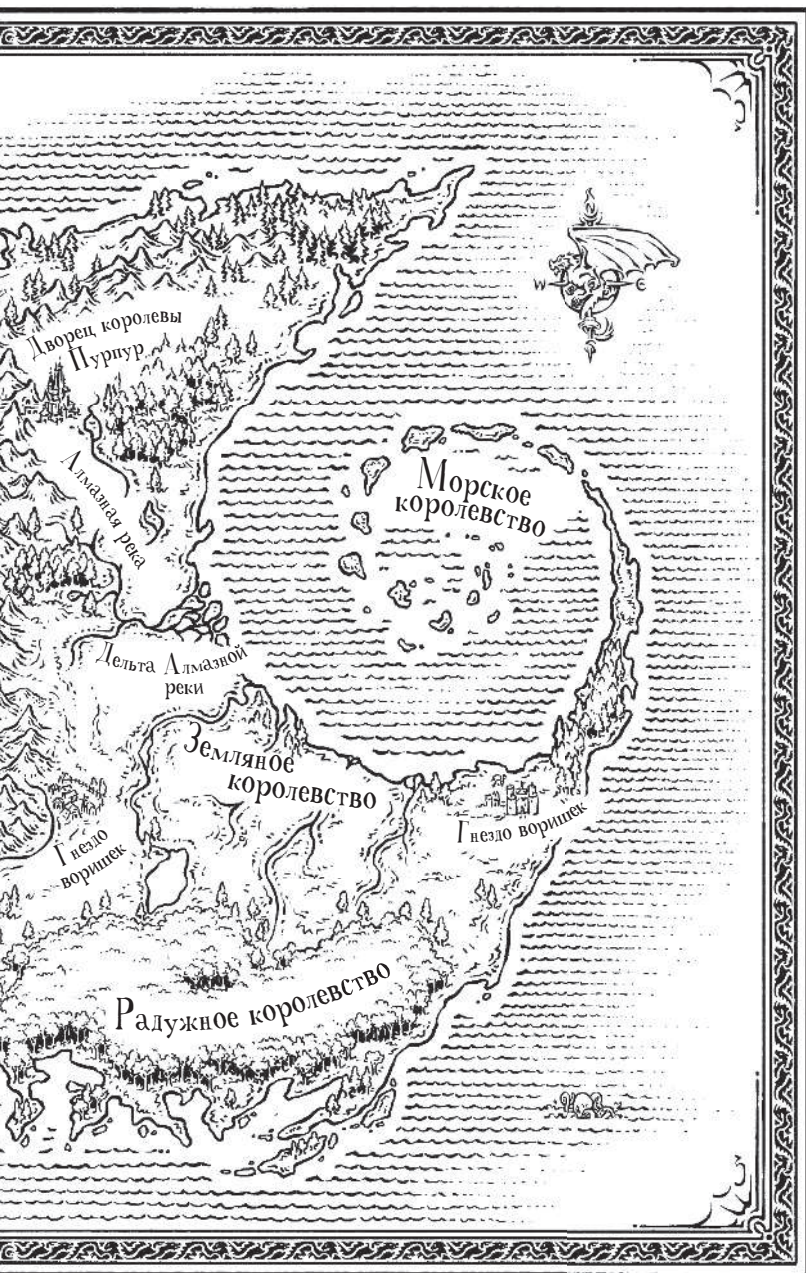 W E
Дворец королевы
Пурпур
Алмазная река
Морское
королевство
Дельта Алмазной
реки
Земляное
королевство
Гнездо воришек
Гнездо
воришек
Радужное королевство